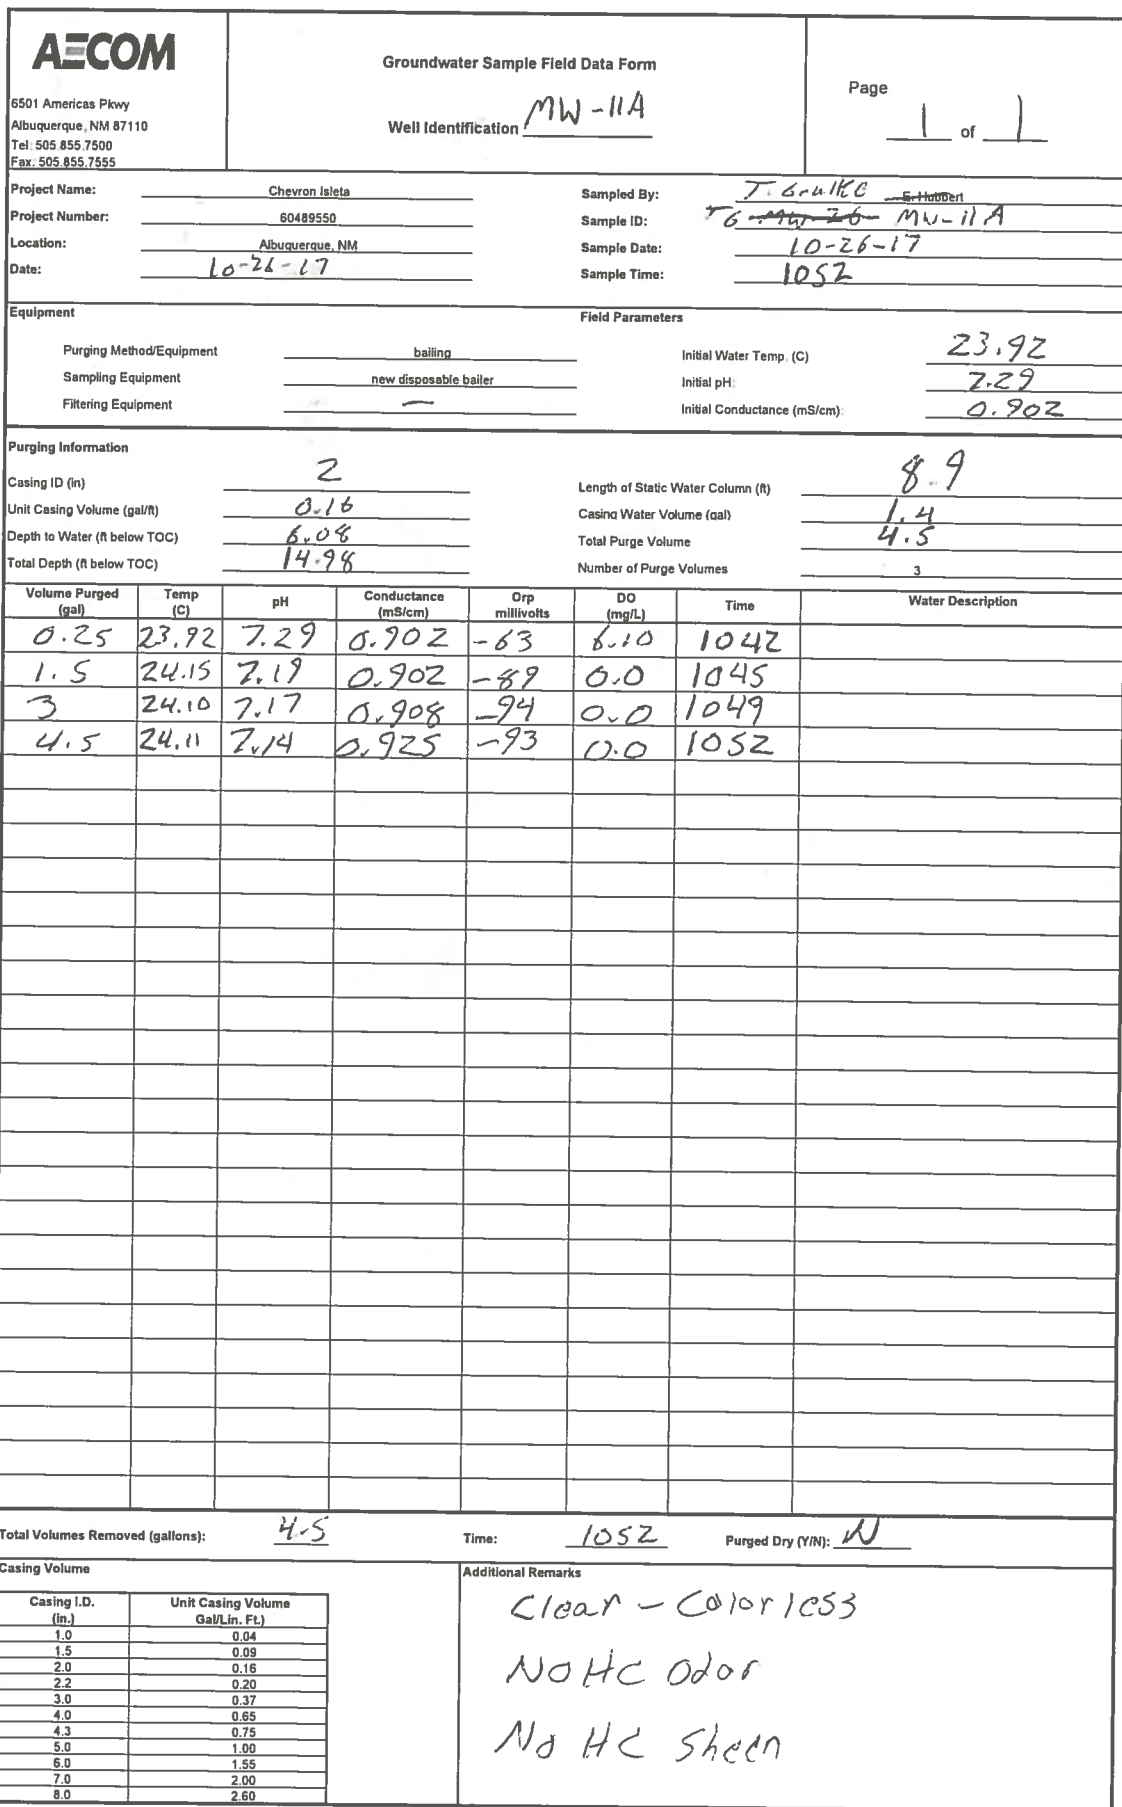 AECOM
6501 Americas Pkwy
Albuquerque, NM 87110
Tel: 505.855.7500
Fax: 505.855.7555
Groundwater Sample Field Data Form
Well Identification MW-11A
Page
1 of 1
Project Name: Chevron Isleta
Project Number: 60489550
Location: Albuquerque, NM
Date: 10-26-17
Sampled By: T. Grulke E. Hubbert
Sample ID: TG MW-26 MW-11A
Sample Date: 10-26-17
Sample Time: 1052
Equipment
Purging Method/Equipment bailing
Sampling Equipment new disposable bailer
Filtering Equipment —
Field Parameters
Initial Water Temp. (C) 23.92
Initial pH: 7.29
Initial Conductance (mS/cm): 0.902
Purging Information
Casing ID (in) 2
Unit Casing Volume (gal/ft) 0.16
Depth to Water (ft below TOC) 6.08
Total Depth (ft below TOC) 14.98
Length of Static Water Column (ft) 8.9
Casing Water Volume (gal) 1.4
Total Purge Volume 4.5
Number of Purge Volumes 3
Volume Purged (gal) Temp (C) pH Conductance (mS/cm) Orp millivolts DO (mg/L) Time Water Description
0.25 23.92 7.29 0.902 -63 6.10 1042
1.5 24.15 7.19 0.902 -89 0.0 1045
3 24.10 7.17 0.908 -94 0.0 1049
4.5 24.11 7.14 0.925 -93 0.0 1052
Total Volumes Removed (gallons): 4.5 Time: 1052 Purged Dry (Y/N): N
Casing Volume
Casing I.D. (in.) Unit Casing Volume Gal/Lin. Ft.)
1.0 0.04
1.5 0.09
2.0 0.16
2.2 0.20
3.0 0.37
4.0 0.65
4.3 0.75
5.0 1.00
6.0 1.55
7.0 2.00
8.0 2.60
Additional Remarks
Clear - Colorless
No HC Odor
No HC Sheen